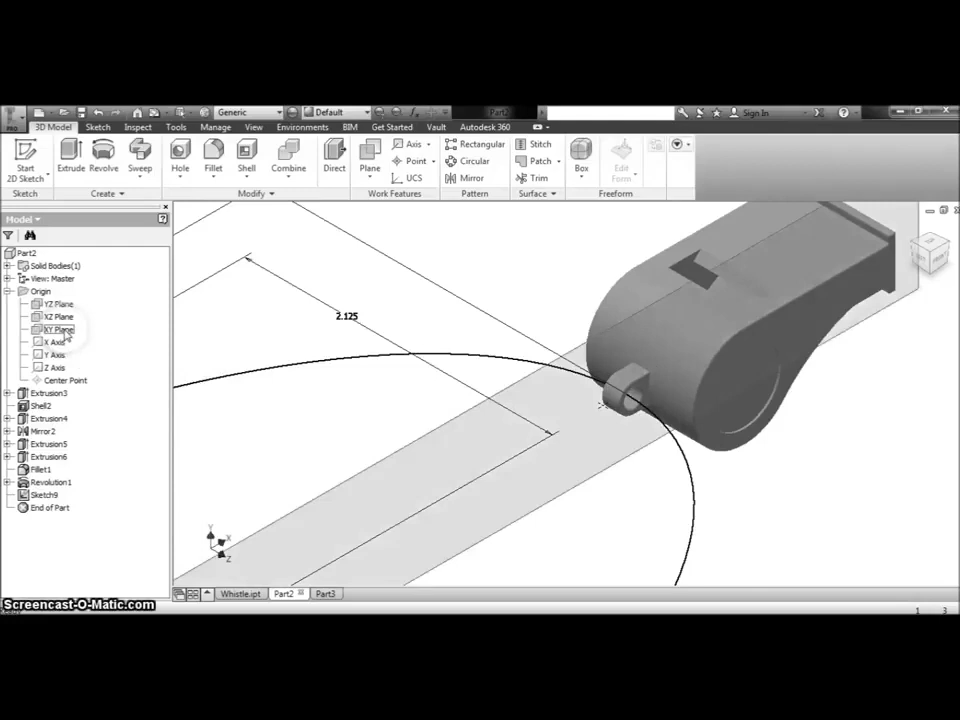 PRO
Generic
Default
Part2
Sign In
3D Model Sketch Inspect Tools Manage View Environments BIM Get Started Vault Autodesk 360
Start
2D Sketch
Extrude Revolve Sweep
Hole Fillet Shell Combine
Direct
Plane
Axis
Point
UCS
Rectangular
Circular
Mirror
Stitch
Patch
Trim
Box
Edit
Form
Sketch Create Modify Work Features Pattern Surface Freeform
Model
Part2
Solid Bodies(1)
View: Master
Origin
YZ Plane
XZ Plane
XY Plane
X Axis
Y Axis
Z Axis
Center Point
Extrusion3
Shell2
Extrusion4
Mirror2
Extrusion5
Extrusion6
Fillet1
Revolution1
Sketch9
End of Part
2.125
Y
X
Z
Whistle.ipt Part2 Part3
Screencast-O-Matic.com
1 3